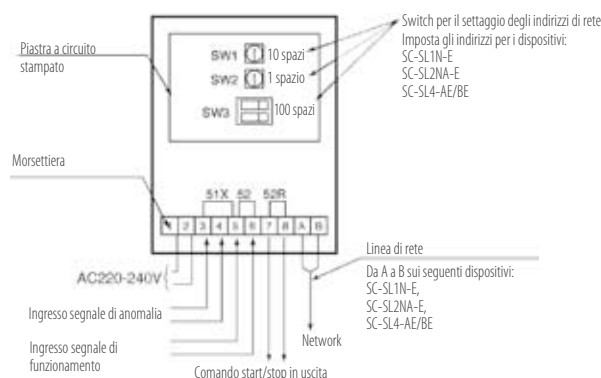 Switch per il settaggio degli indirizzi di rete
Imposta gli indirizzi per i dispositivi:
SC-SL1N-E
SC-SL2NA-E
SC-SL4-AE/BE
Piastra a circuito
stampato
SW1 10 spazi
SW2 1 spazio
SW3 100 spazi
Morsettiera
51X 52 52R
1 2 3 4 5 6 7 8 A B
AC220-240V
Linea di rete
Da A a B sui seguenti dispositivi:
SC-SL1N-E,
SC-SL2NA-E,
SC-SL4-AE/BE
Ingresso segnale di anomalia
Network
Ingresso segnale di
funzionamento
Comando start/stop in uscita